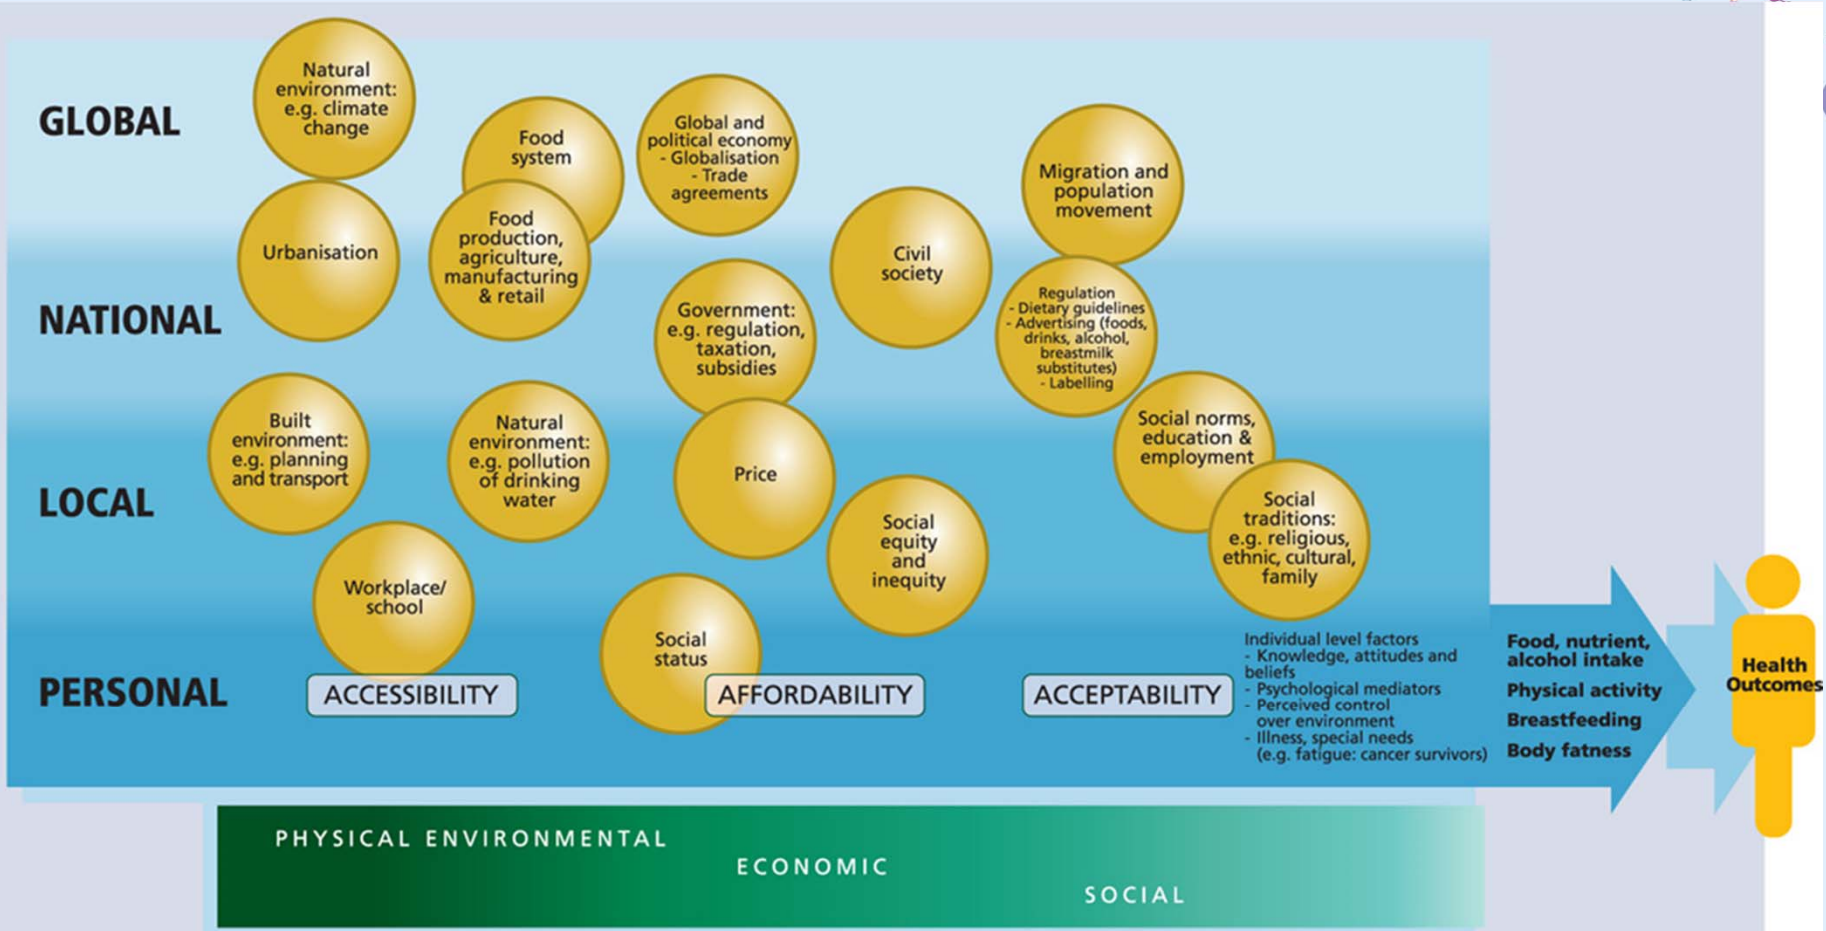 GLOBAL
Natural
environment:
e.g. climate
change
Food
system
Global and
political economy
- Globalisation
- Trade
agreements
Migration and
population
movement
NATIONAL
Urbanisation
Food
production,
agriculture,
manufacturing
& retail
Government:
e.g. regulation,
taxation,
subsidies
Civil
society
Regulation
- Dietary guidelines
- Advertising (foods,
drinks, alcohol,
breastmilk
substitutes)
- Labelling
LOCAL
Built
environment:
e.g. planning
and transport
Natural
environment:
e.g. pollution
of drinking
water
Price
Social
equity
and
inequity
Social norms,
education &
employment
Social
traditions:
e.g. religious,
ethnic, cultural,
family
Workplace/
school
Social
status
PERSONAL
ACCESSIBILITY
AFFORDABILITY
ACCEPTABILITY
Individual level factors
- Knowledge, attitudes and
beliefs
- Psychological mediators
- Perceived control
over environment
- Illness, special needs
(e.g. fatigue: cancer survivors)
Food, nutrient,
alcohol intake
Physical activity
Breastfeeding
Body fatness
Health
Outcomes
PHYSICAL ENVIRONMENTAL
ECONOMIC
SOCIAL